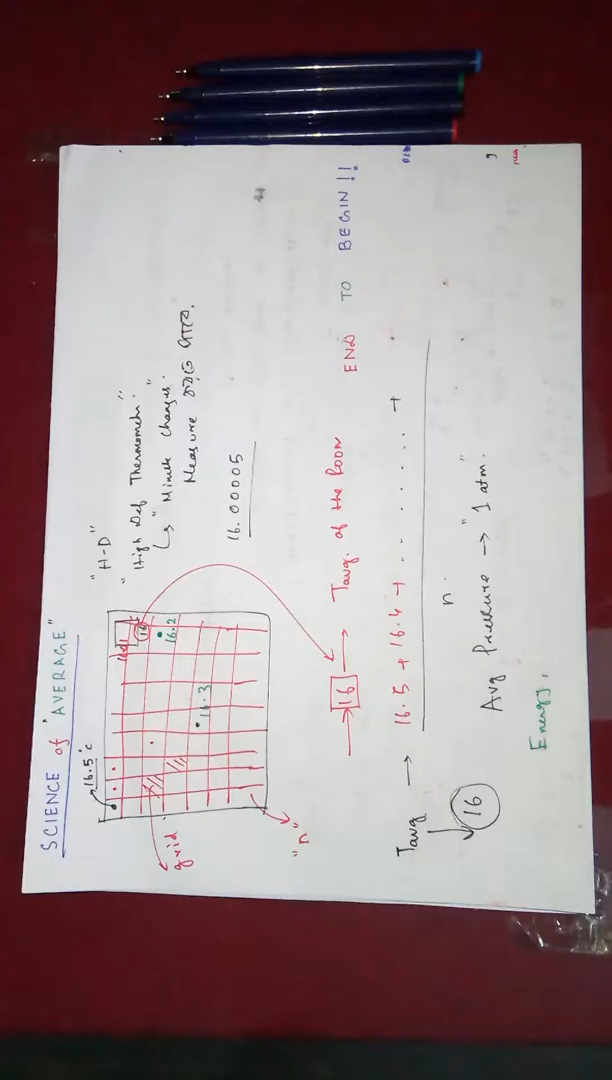 SCIENCE of "AVERAGE"
16.5°c
16.1
16
16.2
16.3
grid
"n"
"H-D"
"High Def Thermometer."
↳ "Minute Changes."
Measure করতে পারে.
16.00005
→ 16 → Tavg. of the Room
END TO BEGIN!!
Tavg → 16.5 + 16.4 + - - . . . . . . . +
n.
16
Avg Pressure → "1 atm."
Energy,